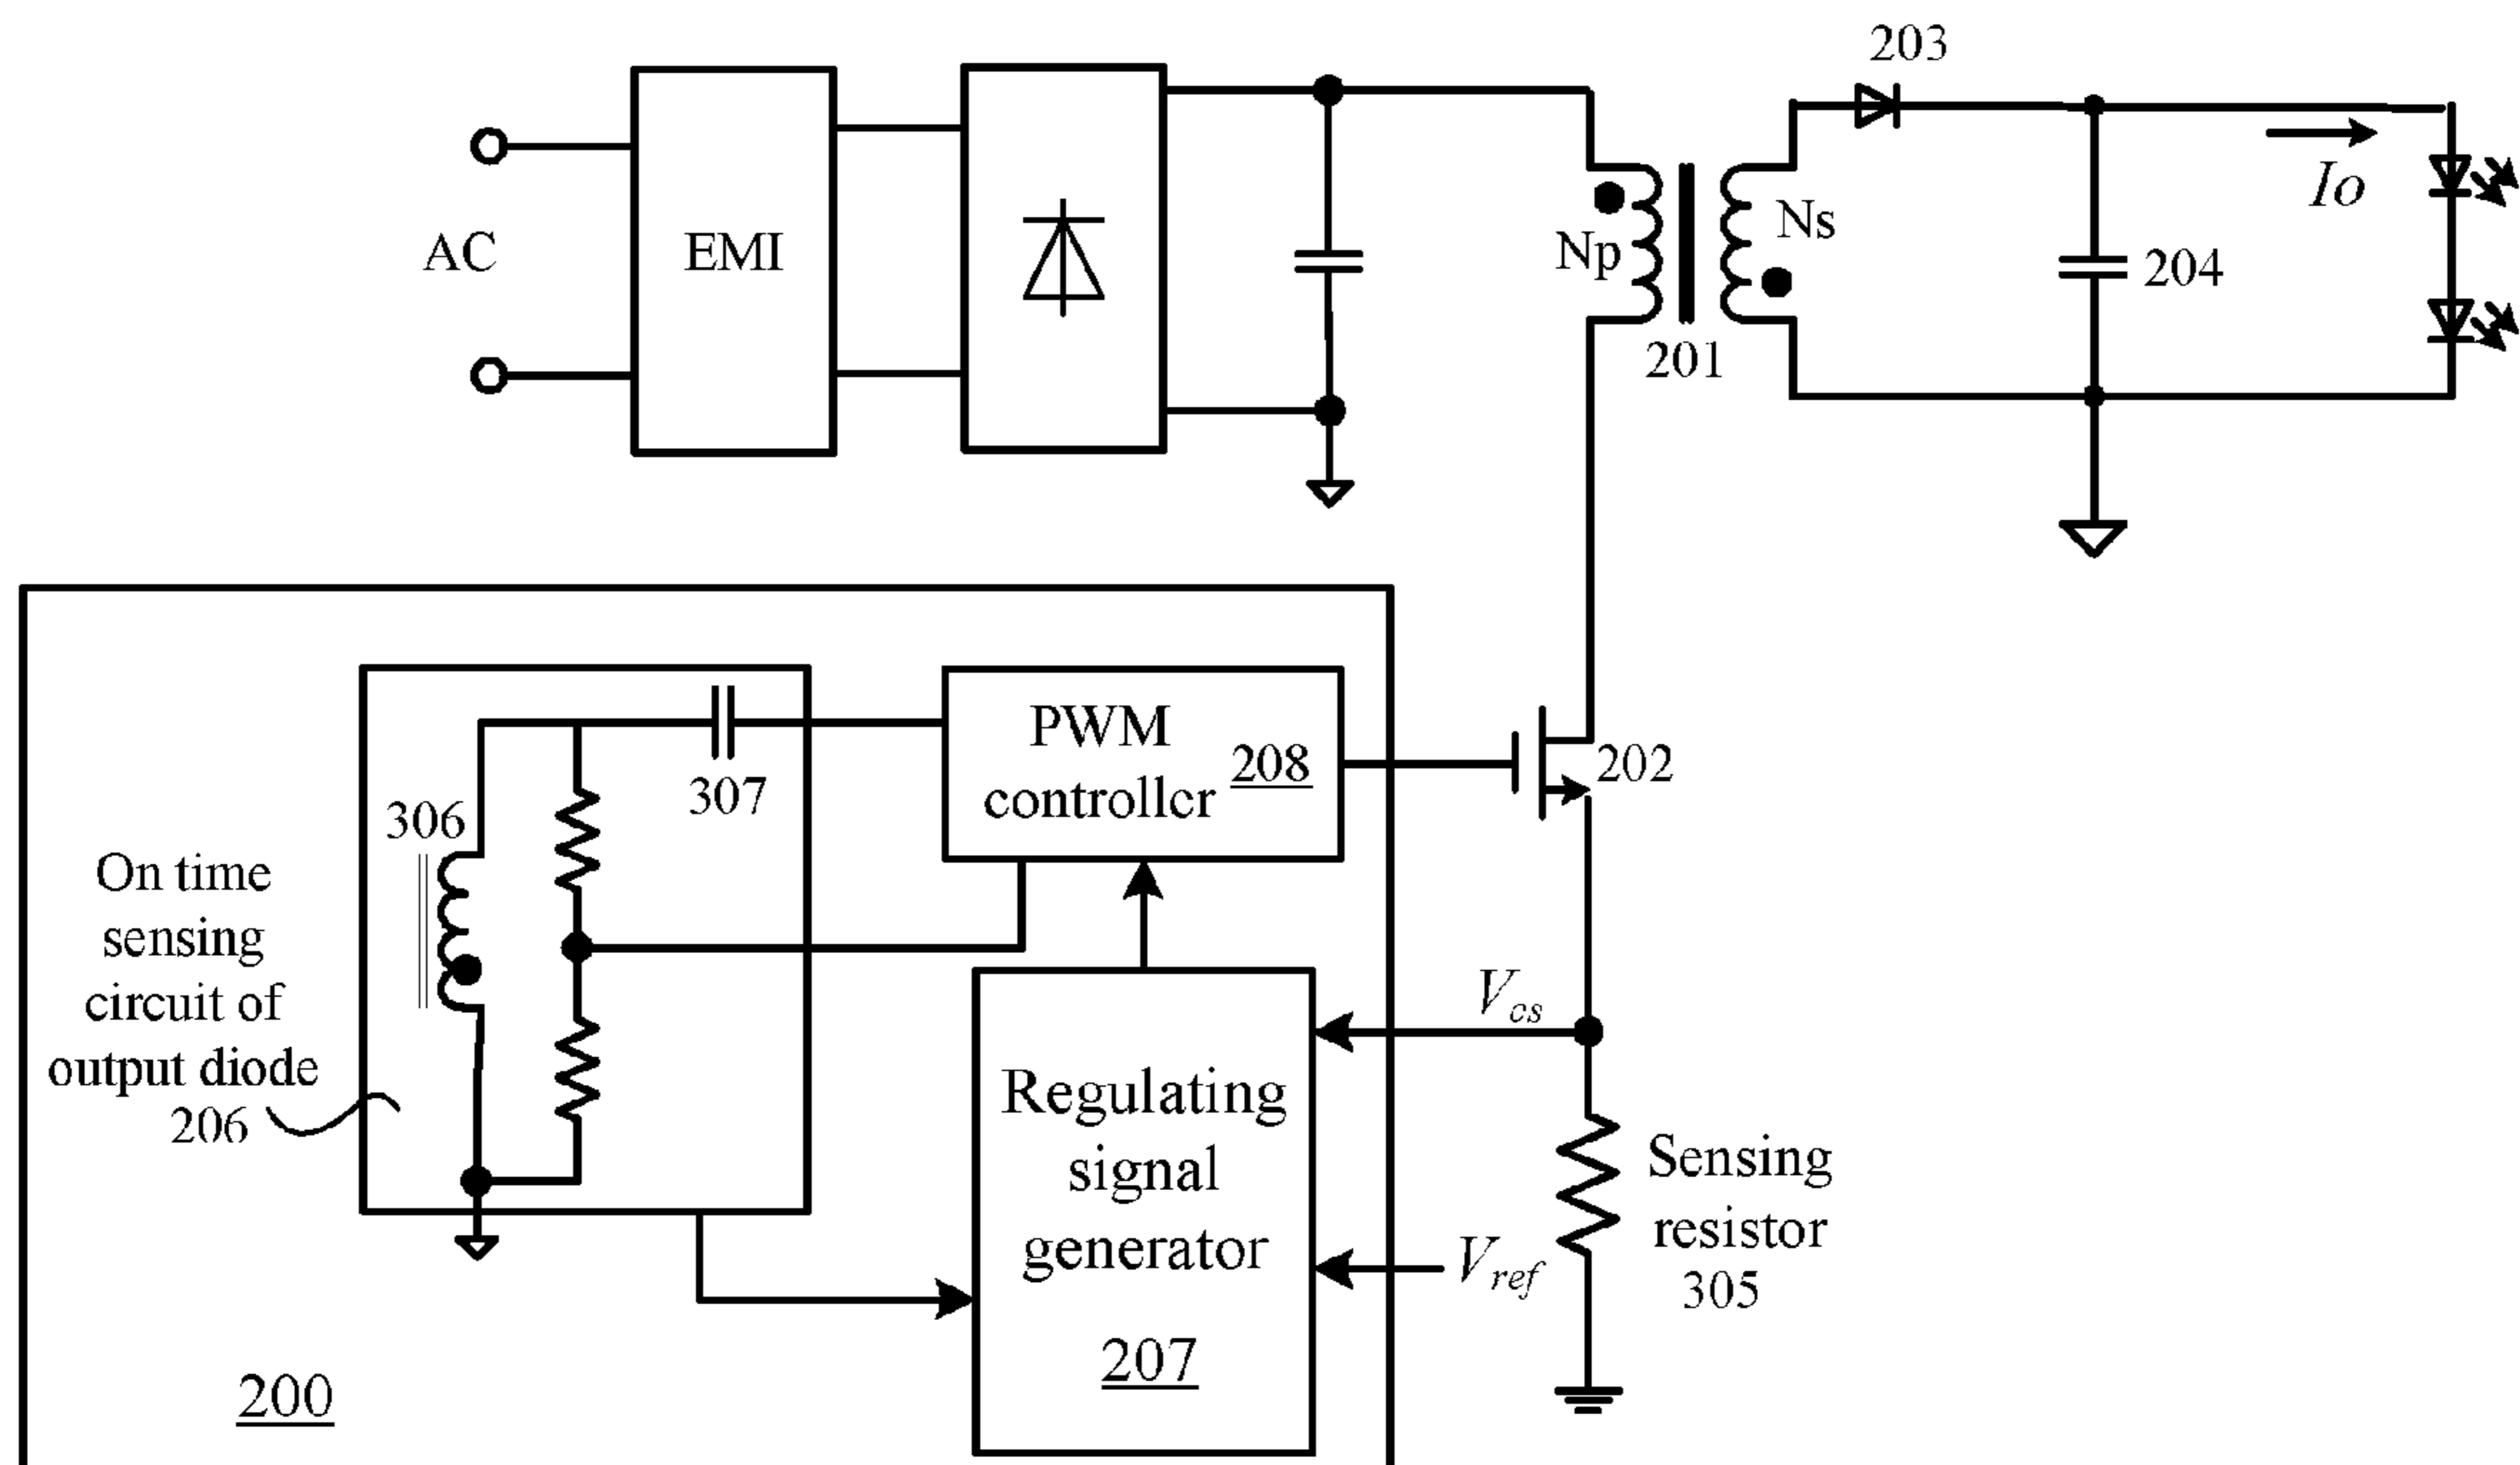 203
AC
EMI
Np
Ns
201
Io
204
PWM
controller
208
202
307
306
On time
sensing
circuit of
output diode
206
Vcs
Regulating
signal
generator
207
Vref
Sensing
resistor
305
200